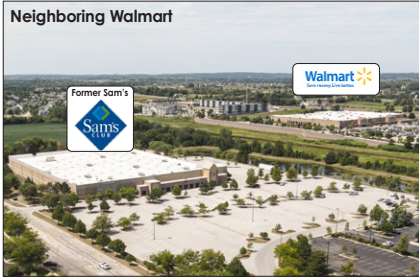 Neighboring Walmart
Walmart
Save money. Live better.
Former Sam's
Sam's
CLUB